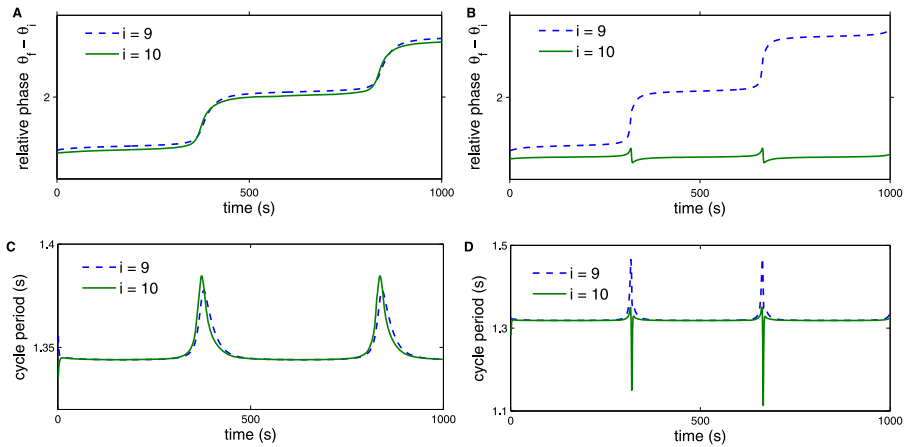 A
relative phase θf − θi
2
i = 9
i = 10
0
500
1000
time (s)
B
relative phase θf − θi
2
i = 9
i = 10
0
500
1000
time (s)
C
cycle period (s)
1.4
1.35
i = 9
i = 10
0
500
1000
time (s)
D
cycle period (s)
1.5
1.3
1.1
i = 9
i = 10
0
500
1000
time (s)